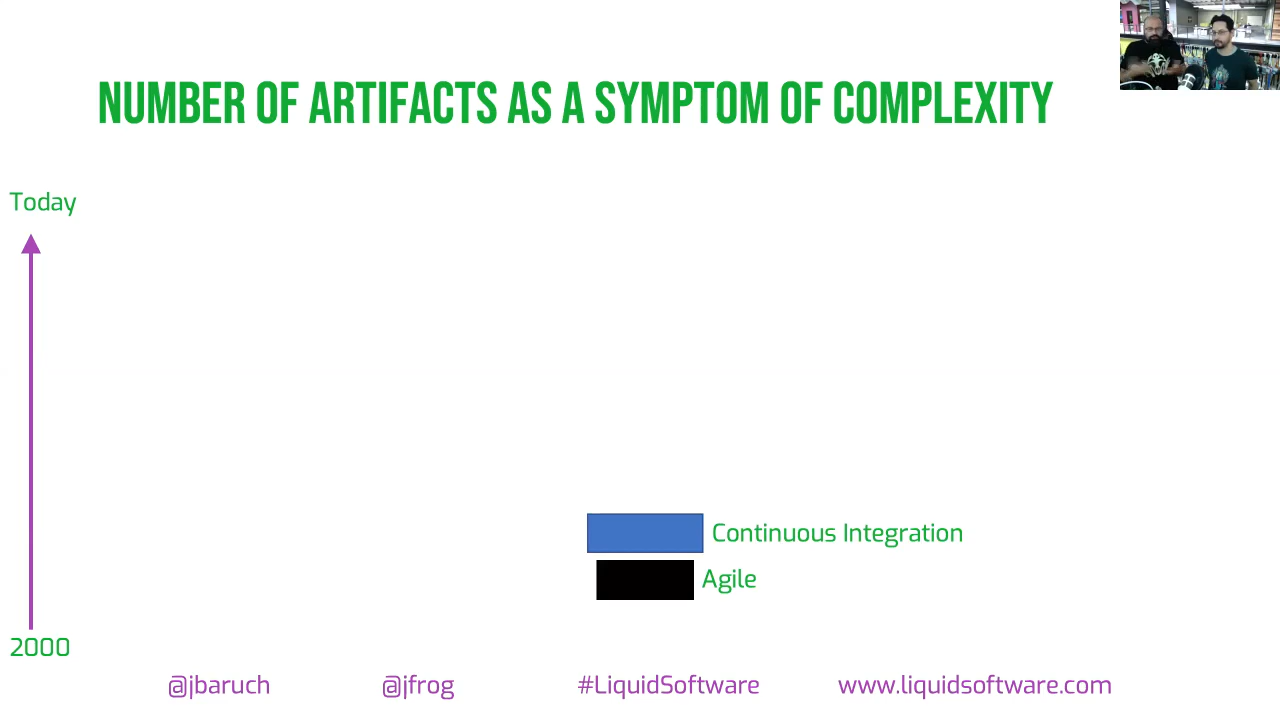 NUMBER OF ARTIFACTS AS A SYMPTOM OF COMPLEXITY
Today
Continuous Integration
Agile
2000
@jbaruch @jfrog #LiquidSoftware www.liquidsoftware.com